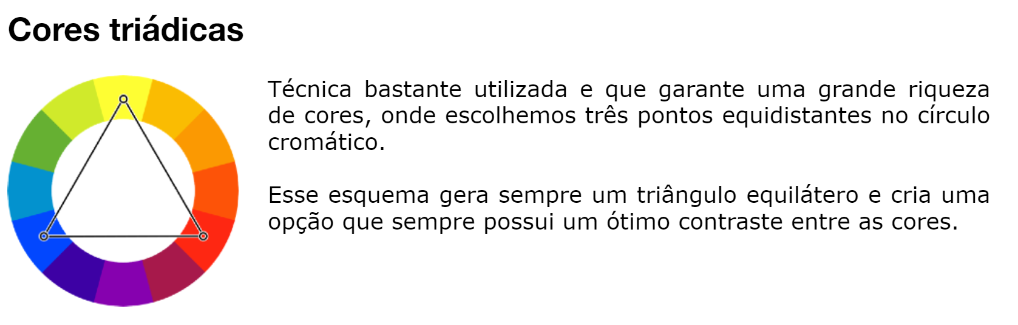 Cores triádicas
Técnica bastante utilizada e que garante uma grande riqueza
de cores, onde escolhemos três pontos equidistantes no círculo
cromático.
Esse esquema gera sempre um triângulo equilátero e cria uma
opção que sempre possui um ótimo contraste entre as cores.